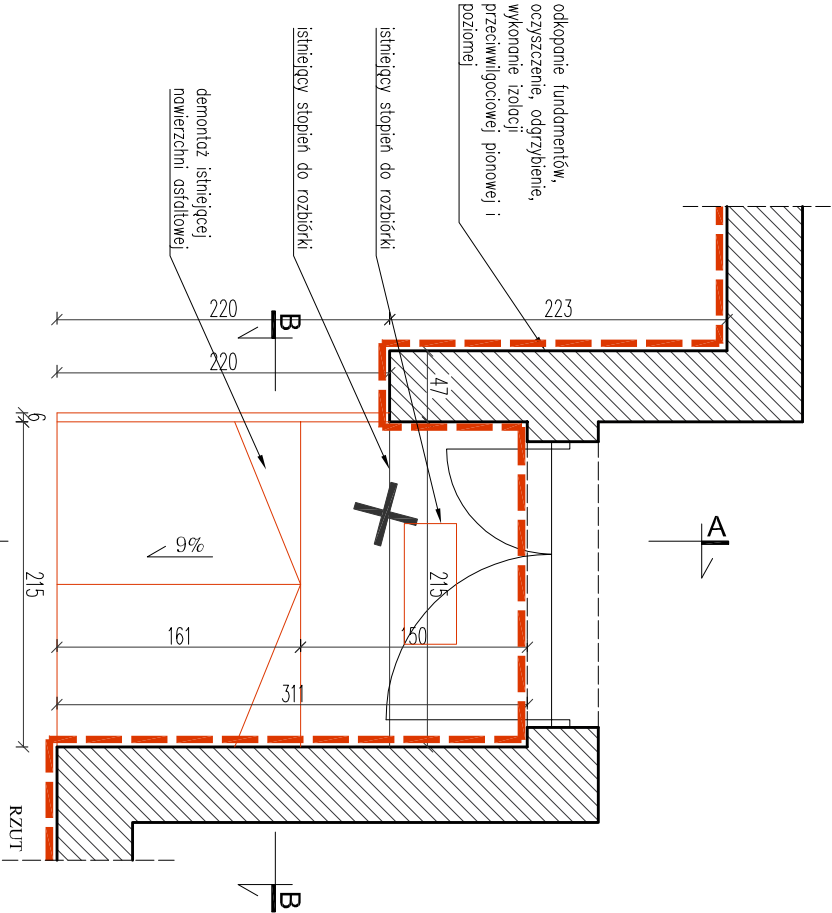 odkopanie fundamentów,
oczyszczenie, odgrzybienie,
wykonanie izolacji
przeciwwilgociowej pionowej i
poziomej
istniejący stopień do rozbiórki
istniejący stopień do rozbiórki
demontaż istniejącej
nawierzchni asfaltowej
220
223
B
220
47
6
A
9%
215
215
161
150
311
RZUT
B